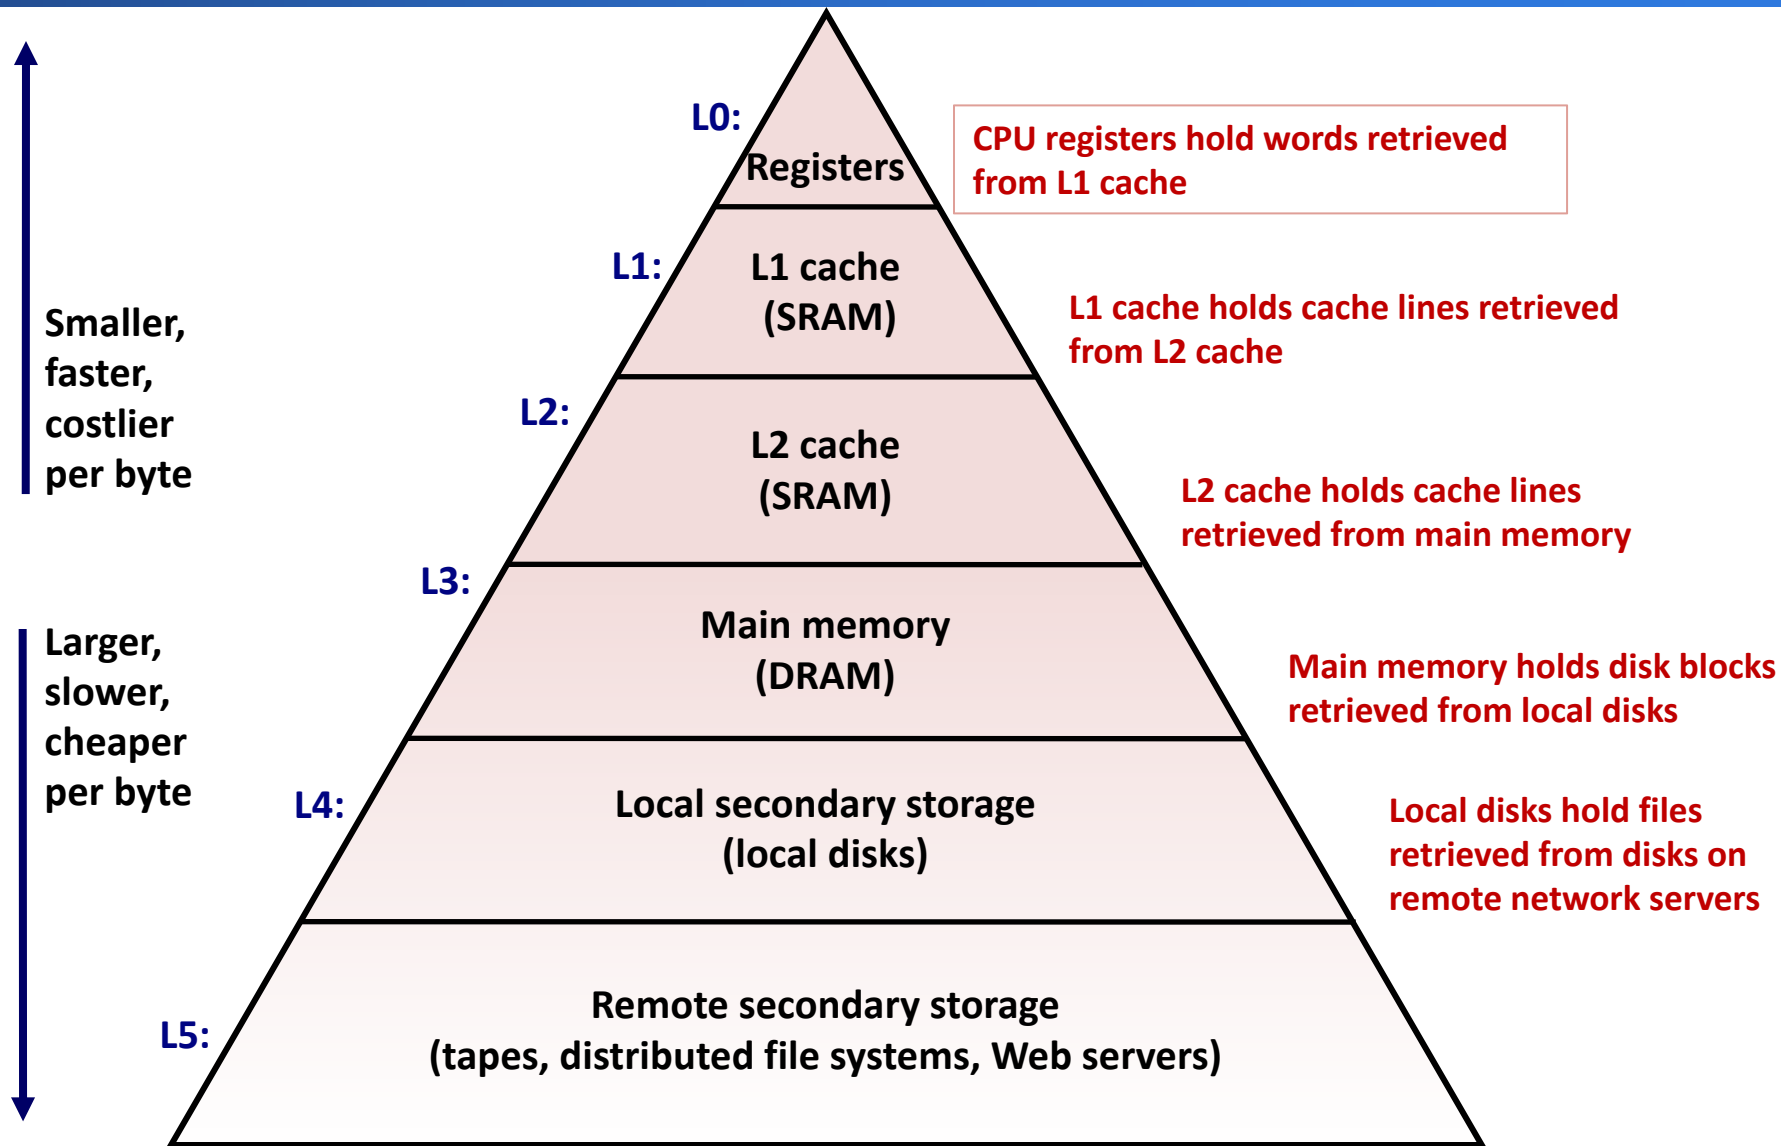 L0:
Registers
CPU registers hold words retrieved
from L1 cache
L1:
L1 cache
(SRAM)
L1 cache holds cache lines retrieved
from L2 cache
Smaller,
faster,
costlier
per byte
L2:
L2 cache
(SRAM)
L2 cache holds cache lines
retrieved from main memory
L3:
Main memory
(DRAM)
Main memory holds disk blocks
retrieved from local disks
Larger,
slower,
cheaper
per byte
L4:
Local secondary storage
(local disks)
Local disks hold files
retrieved from disks on
remote network servers
L5:
Remote secondary storage
(tapes, distributed file systems, Web servers)